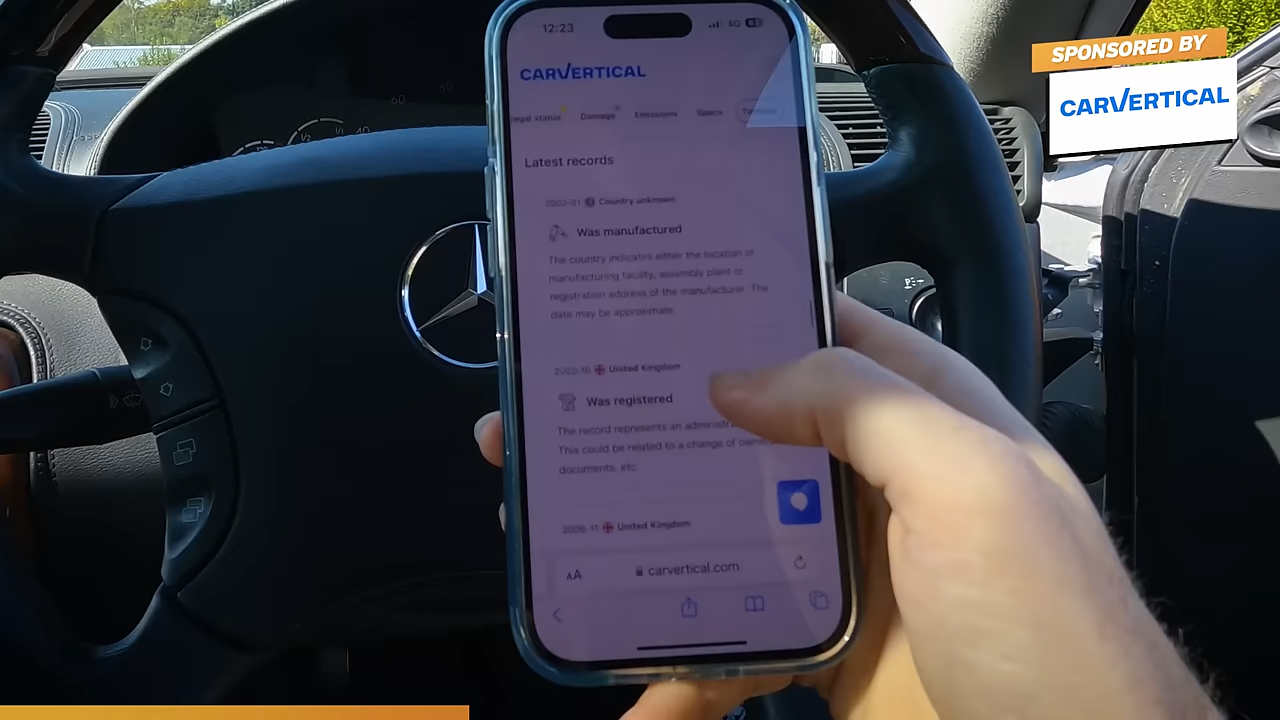 12:23
SPONSORED BY
CARVERTICAL
CARVERTICAL
Legal status Damage Emissions Specs
Latest records
Country unknown
Was manufactured
The country indicates either the location of
manufacturing facility, assembly plant or
registration address of the manufacturer. The
date may be approximate.
United Kingdom
Was registered
The record represents an
This could be related to a change of
documents, etc
United Kingdom
AA carvertical.com